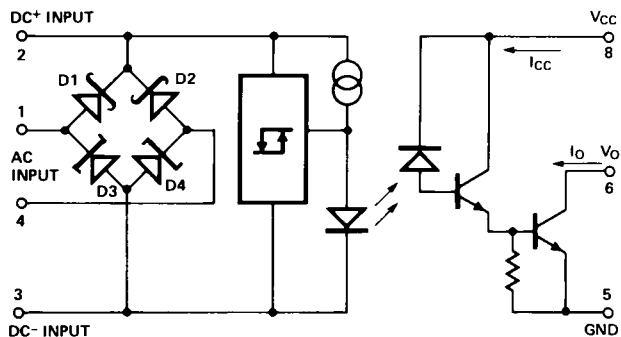 DC+ INPUT
2
D1
D2
1
AC
INPUT
D3
D4
4
3
DC- INPUT
VCC
8
ICC
IO
VO
6
5
GND